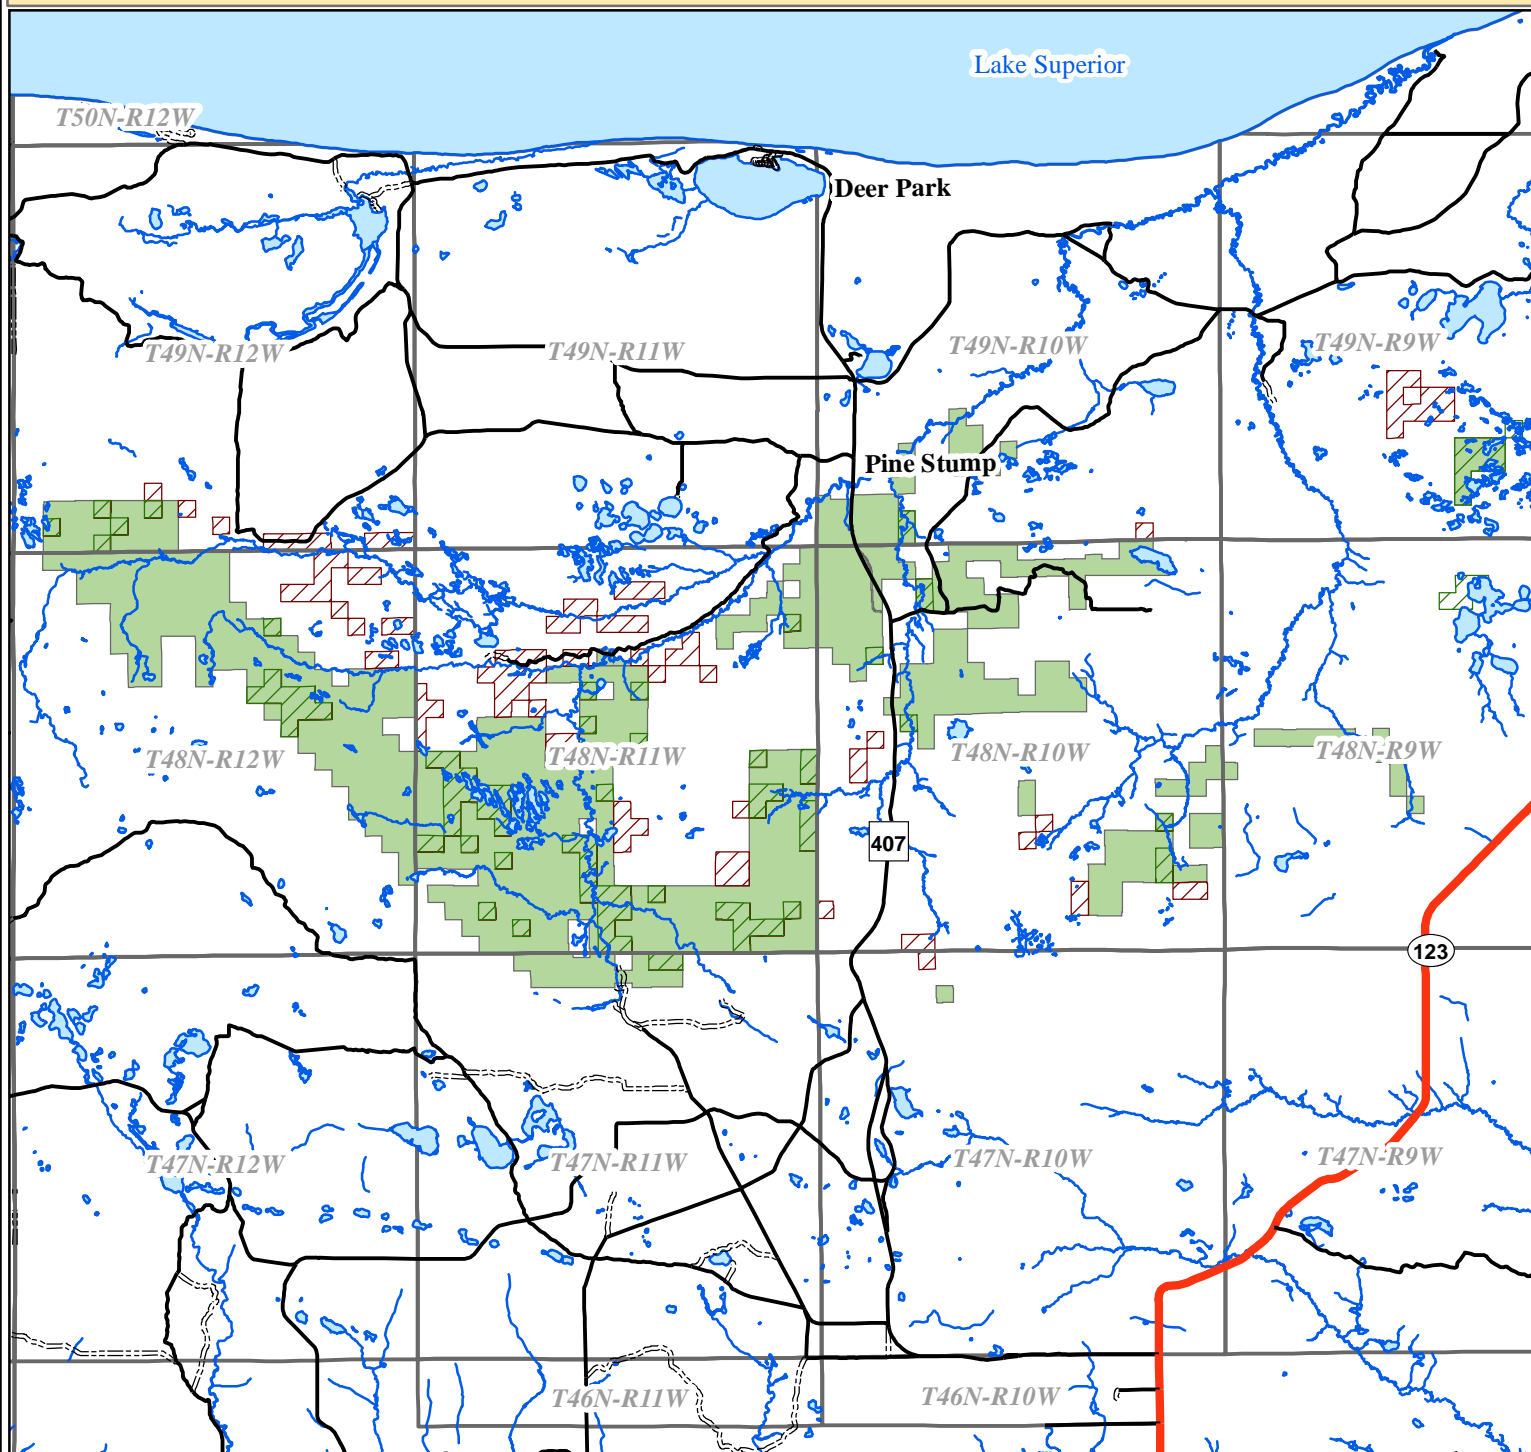 Lake Superior
T50N-R12W
Deer Park
T49N-R12W
T49N-R11W
T49N-R10W
T49N-R9W
Pine Stump
T48N-R12W
T48N-R11W
T48N-R10W
T48N-R9W
407
123
T47N-R12W
T47N-R11W
T47N-R10W
T47N-R9W
T46N-R11W
T46N-R10W